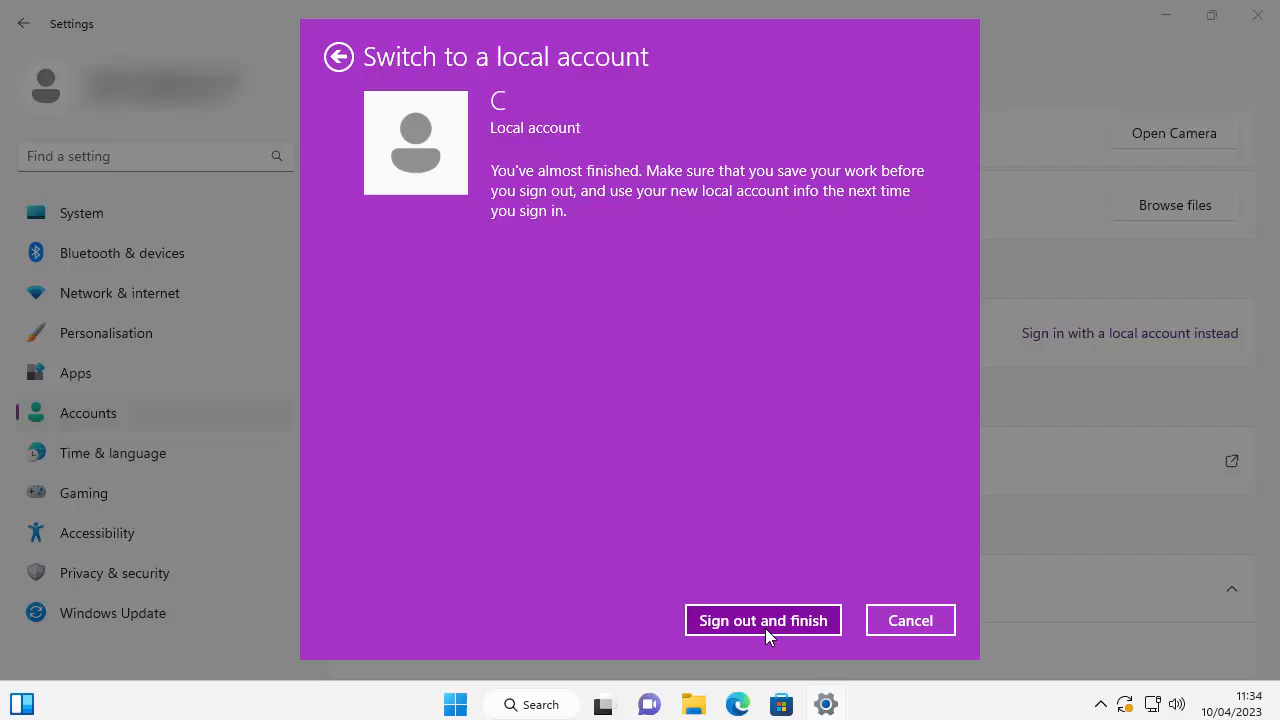 Settings
Find a setting
System
Bluetooth & devices
Network & internet
Personalisation
Apps
Accounts
Time & language
Gaming
Accessibility
Privacy & security
Windows Update
Switch to a local account
C
Local account
You've almost finished. Make sure that you save your work before
you sign out, and use your new local account info the next time
you sign in.
Sign out and finish
Cancel
Open Camera
Browse files
Sign in with a local account instead
Search
11:34
10/04/2023